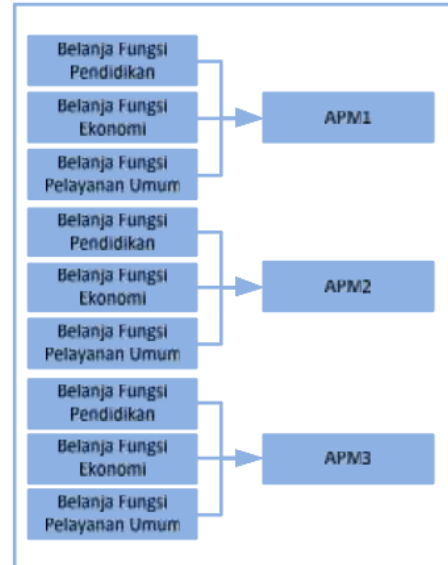 Belanja Fungsi
Pendidikan
Belanja Fungsi
Ekonomi
APM1
Belanja Fungsi
Pelayanan Umum
Belanja Fungsi
Pendidikan
Belanja Fungsi
Ekonomi
APM2
Belanja Fungsi
Pelayanan Umum
Belanja Fungsi
Pendidikan
Belanja Fungsi
Ekonomi
APM3
Belanja Fungsi
Pelayanan Umum